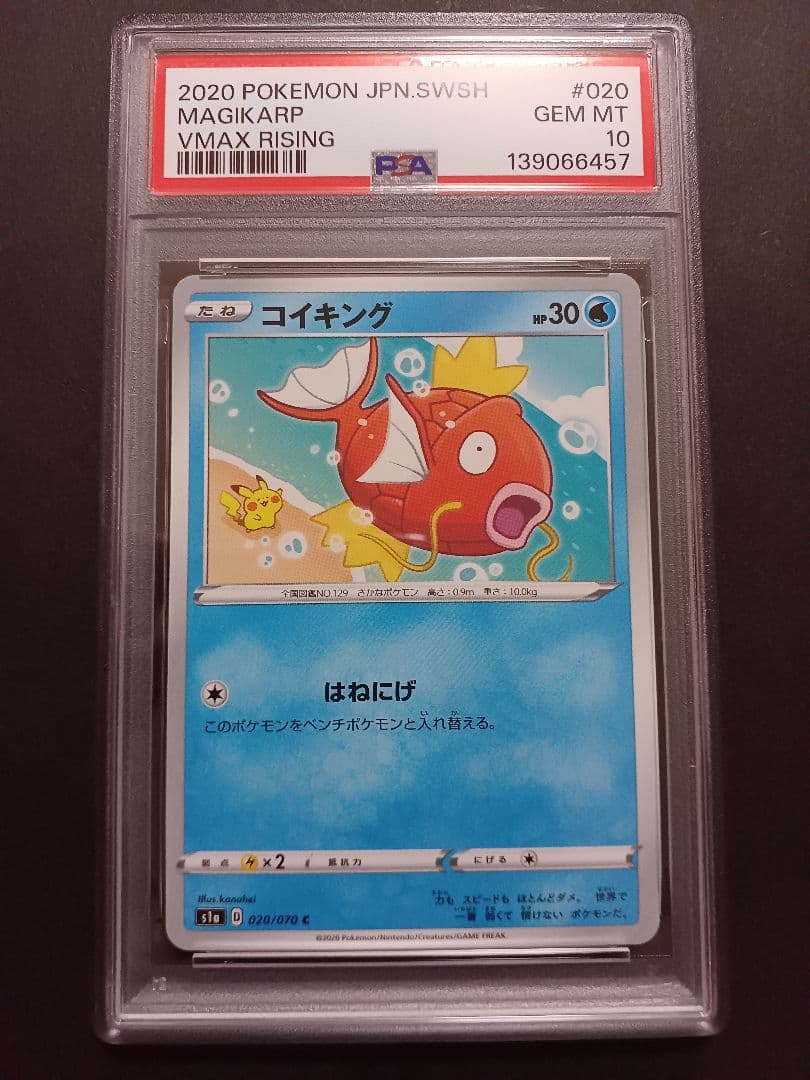 2020 POKEMON JPN.SWSH #020
MAGIKARP GEM MT
VMAX RISING 10
PSA 139066457
たね コイキング HP30
全国図鑑NO.129 さかなポケモン 高さ:0.9m 重さ:10.0kg
はねにげ
このポケモンをベンチポケモンと入れ替える。
弱点 ×2 抵抗力 にげる
Illus.kanahei
力も スピードも ほとんどダメ。 世界で
一番 弱くて 情けない ポケモンだ。
s1a D 020/070 C
©2020 Pokémon/Nintendo/Creatures/GAME FREAK.